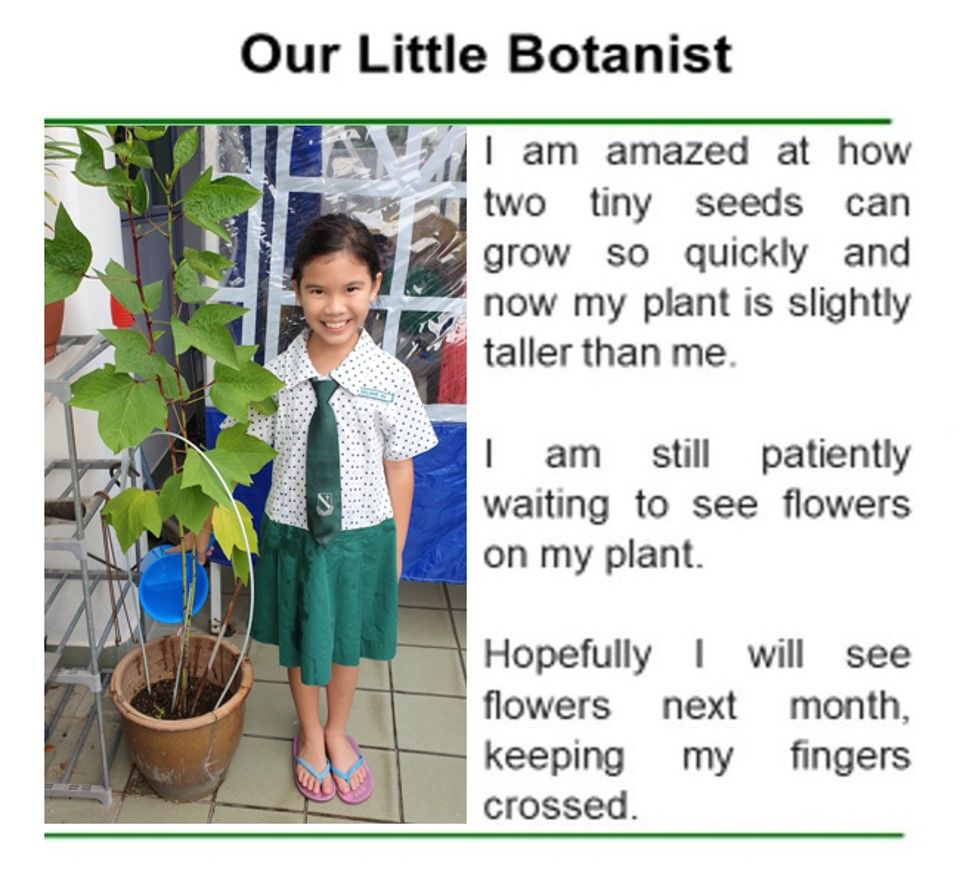 Our Little Botanist
I am amazed at how
two tiny seeds can
grow so quickly and
now my plant is slightly
taller than me.
I am still patiently
waiting to see flowers
on my plant.
Hopefully I will see
flowers next month,
keeping my fingers
crossed.